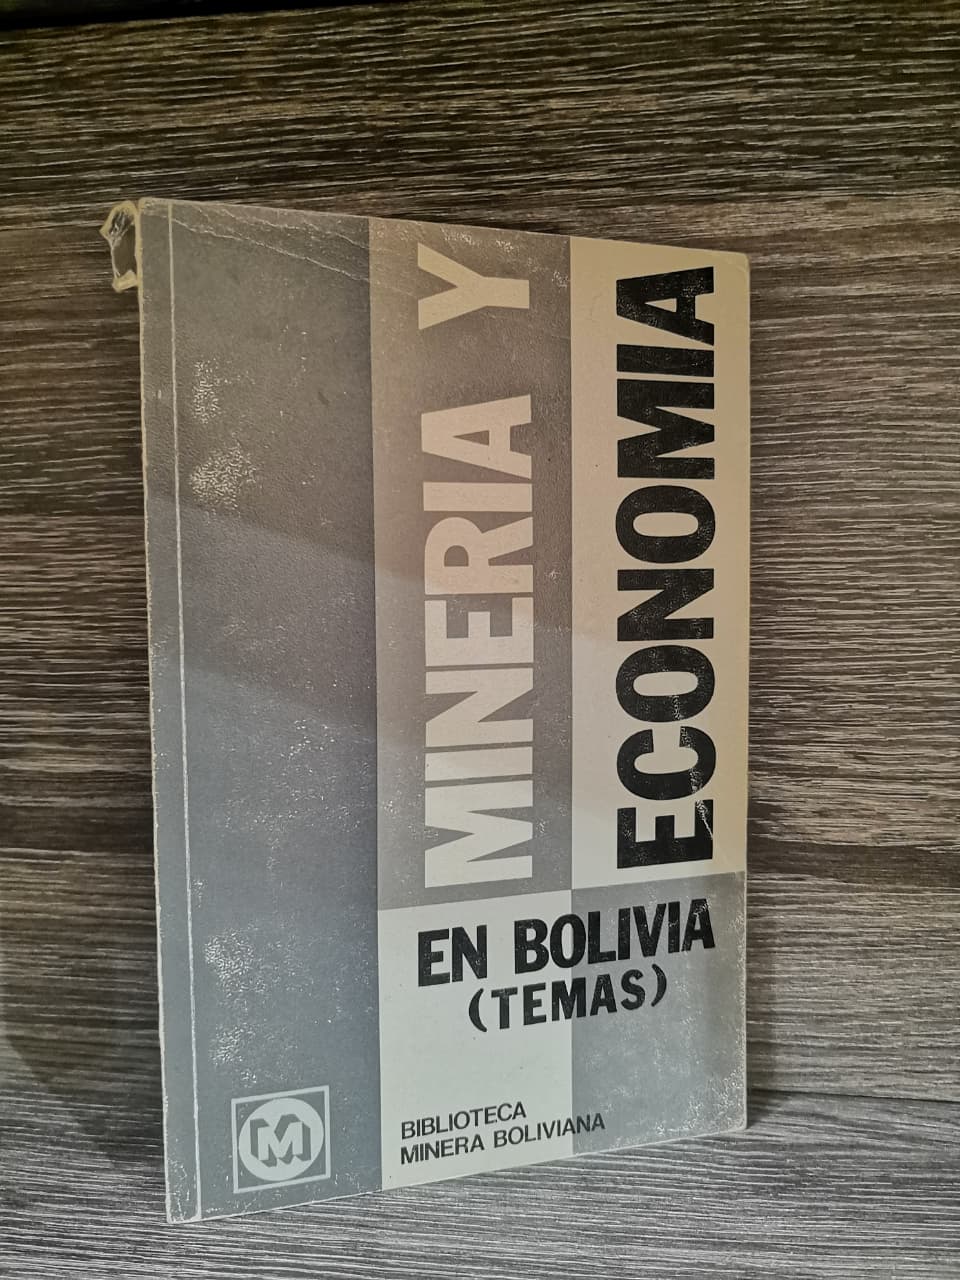 MINERIA Y
ECONOMIA
EN BOLIVIA
(TEMAS)
BIBLIOTECA
MINERA BOLIVIANA
M